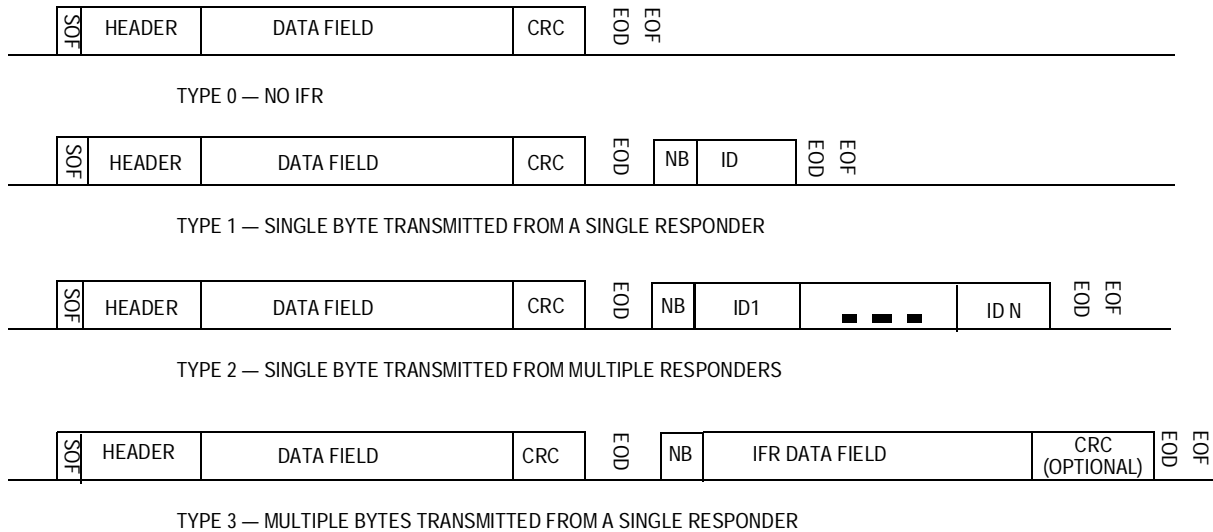 SOF HEADER DATA FIELD CRC EOD EOF
TYPE 0 — NO IFR
SOF HEADER DATA FIELD CRC EOD NB ID EOD EOF
TYPE 1 — SINGLE BYTE TRANSMITTED FROM A SINGLE RESPONDER
SOF HEADER DATA FIELD CRC EOD NB ID1 ID N EOD EOF
TYPE 2 — SINGLE BYTE TRANSMITTED FROM MULTIPLE RESPONDERS
SOF HEADER DATA FIELD CRC EOD NB IFR DATA FIELD CRC (OPTIONAL) EOD EOF
TYPE 3 — MULTIPLE BYTES TRANSMITTED FROM A SINGLE RESPONDER